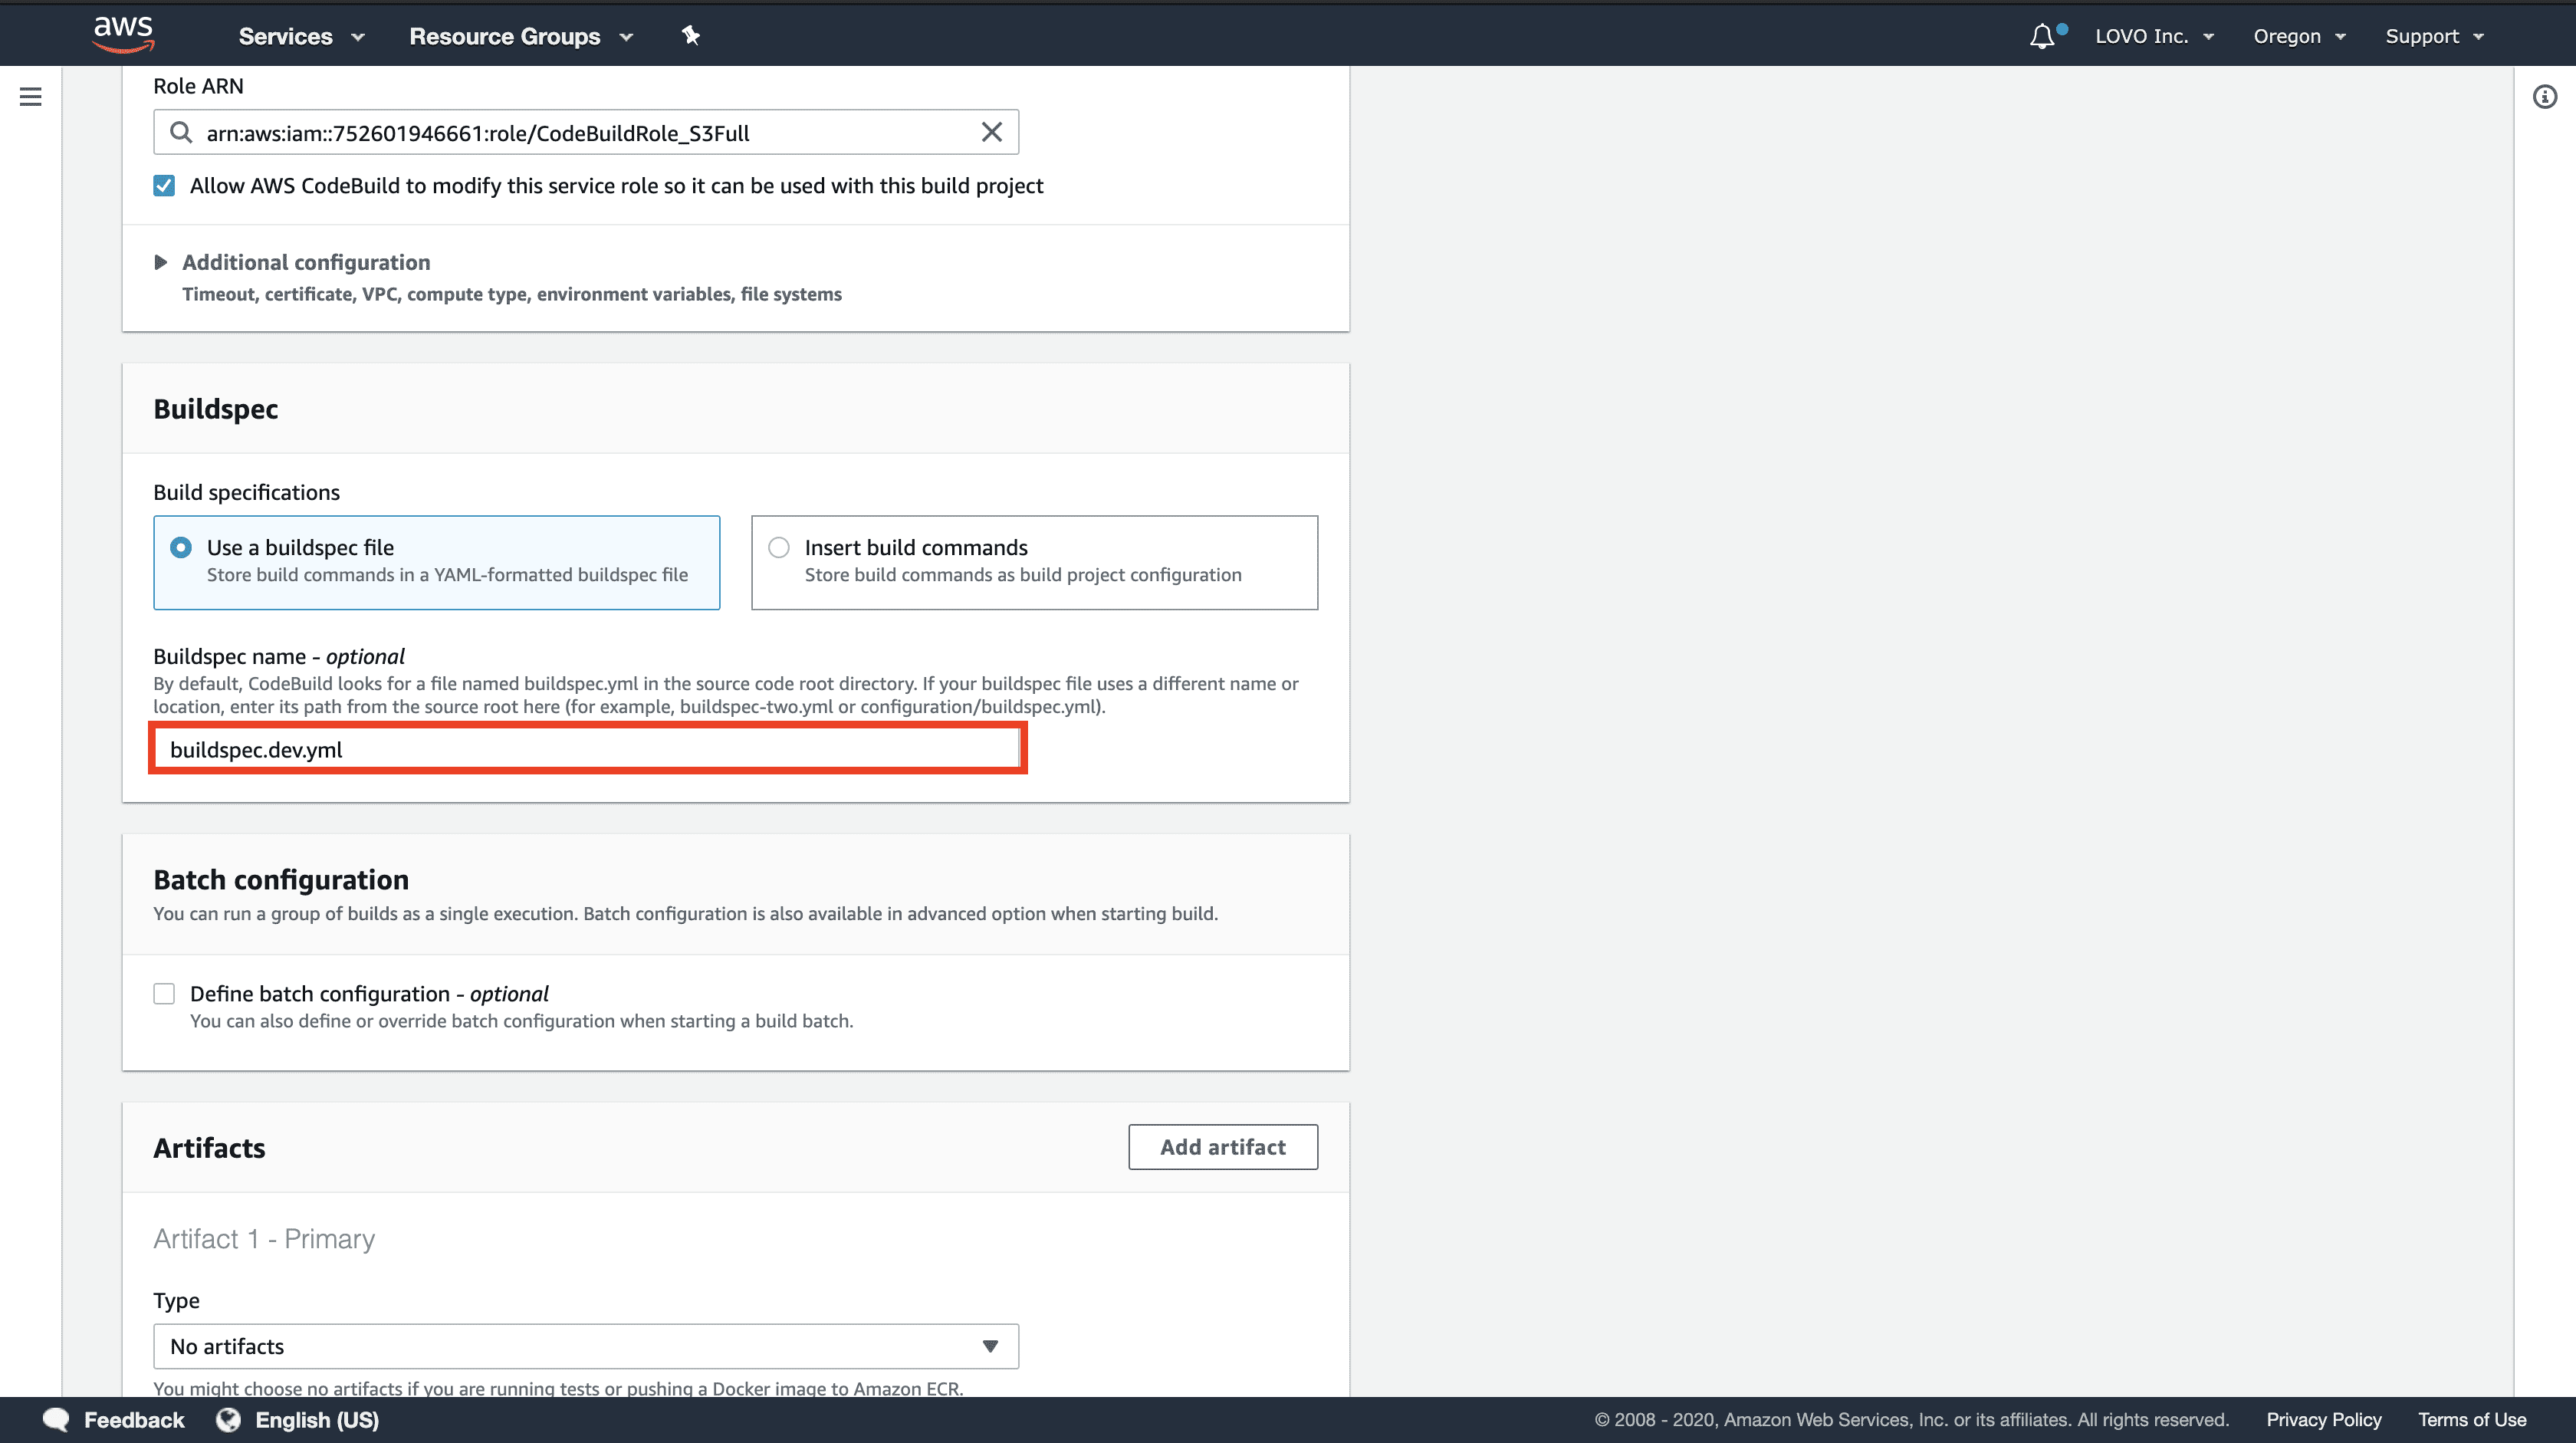 aws
Services
Resource Groups
LOVO Inc.
Oregon
Support
Role ARN
arn:aws:iam::752601946661:role/CodeBuildRole_S3Full
Allow AWS CodeBuild to modify this service role so it can be used with this build project
Additional configuration
Timeout, certificate, VPC, compute type, environment variables, file systems
Buildspec
Build specifications
Use a buildspec file
Store build commands in a YAML-formatted buildspec file
Insert build commands
Store build commands as build project configuration
Buildspec name - optional
By default, CodeBuild looks for a file named buildspec.yml in the source code root directory. If your buildspec file uses a different name or
location, enter its path from the source root here (for example, buildspec-two.yml or configuration/buildspec.yml).
buildspec.dev.yml
Batch configuration
You can run a group of builds as a single execution. Batch configuration is also available in advanced option when starting build.
Define batch configuration - optional
You can also define or override batch configuration when starting a build batch.
Artifacts
Add artifact
Artifact 1 - Primary
Type
No artifacts
You might choose no artifacts if you are running tests or pushing a Docker image to Amazon ECR.
Feedback
English (US)
© 2008 - 2020, Amazon Web Services, Inc. or its affiliates. All rights reserved.
Privacy Policy
Terms of Use